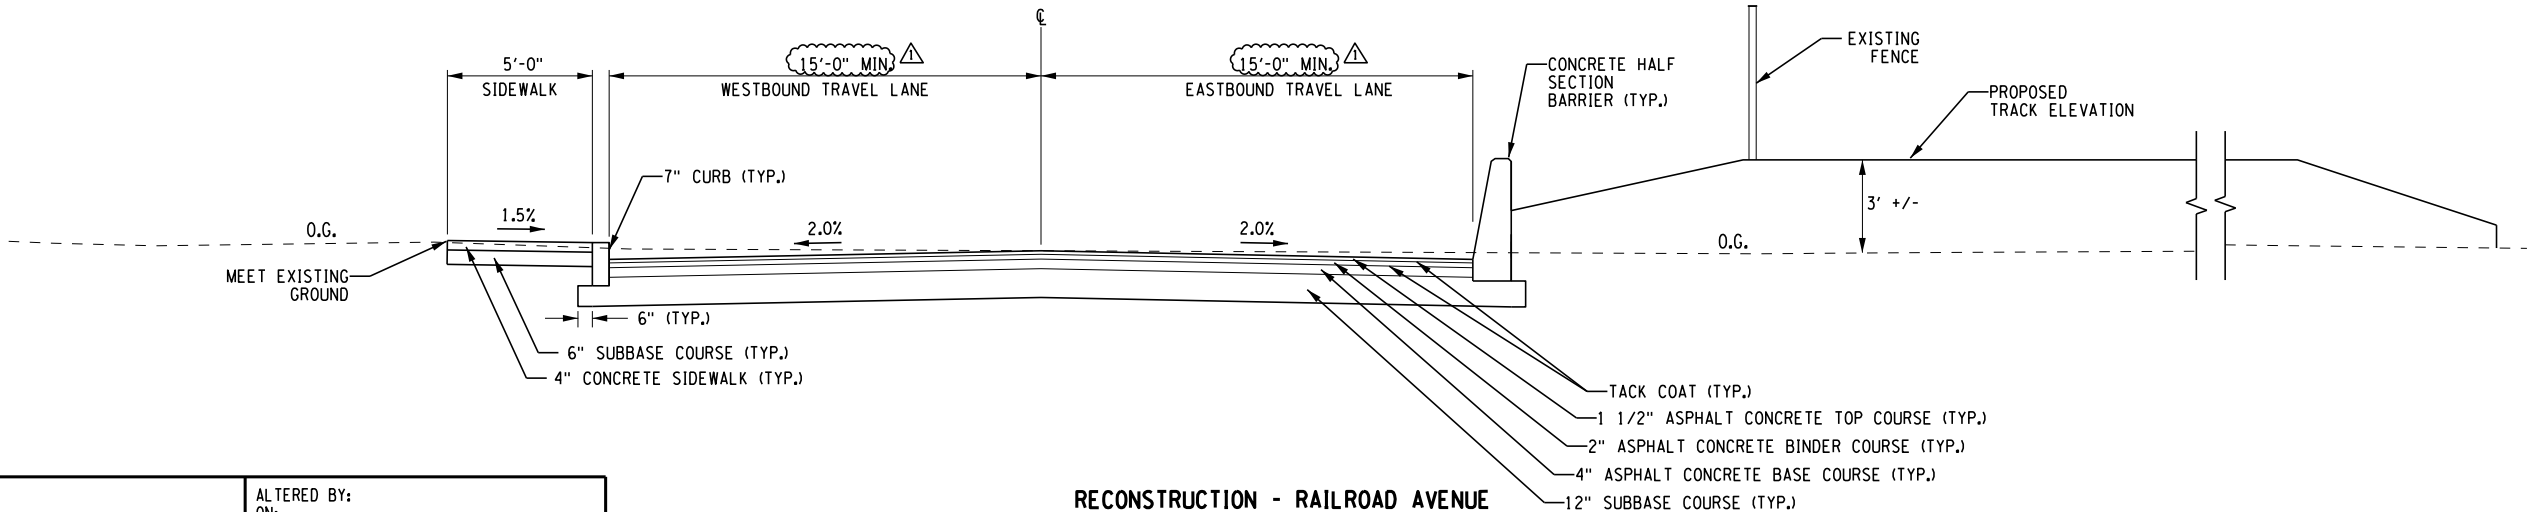 ℄
5'-0"
SIDEWALK
15'-0" MIN.
1
WESTBOUND TRAVEL LANE
15'-0" MIN.
1
EASTBOUND TRAVEL LANE
CONCRETE HALF
SECTION
BARRIER (TYP.)
EXISTING
FENCE
PROPOSED
TRACK ELEVATION
7" CURB (TYP.)
3' +/-
O.G.
1.5%
2.0%
2.0%
O.G.
MEET EXISTING
GROUND
6" (TYP.)
6" SUBBASE COURSE (TYP.)
4" CONCRETE SIDEWALK (TYP.)
TACK COAT (TYP.)
1 1/2" ASPHALT CONCRETE TOP COURSE (TYP.)
2" ASPHALT CONCRETE BINDER COURSE (TYP.)
4" ASPHALT CONCRETE BASE COURSE (TYP.)
12" SUBBASE COURSE (TYP.)
RECONSTRUCTION - RAILROAD AVENUE
ALTERED BY:
ON: